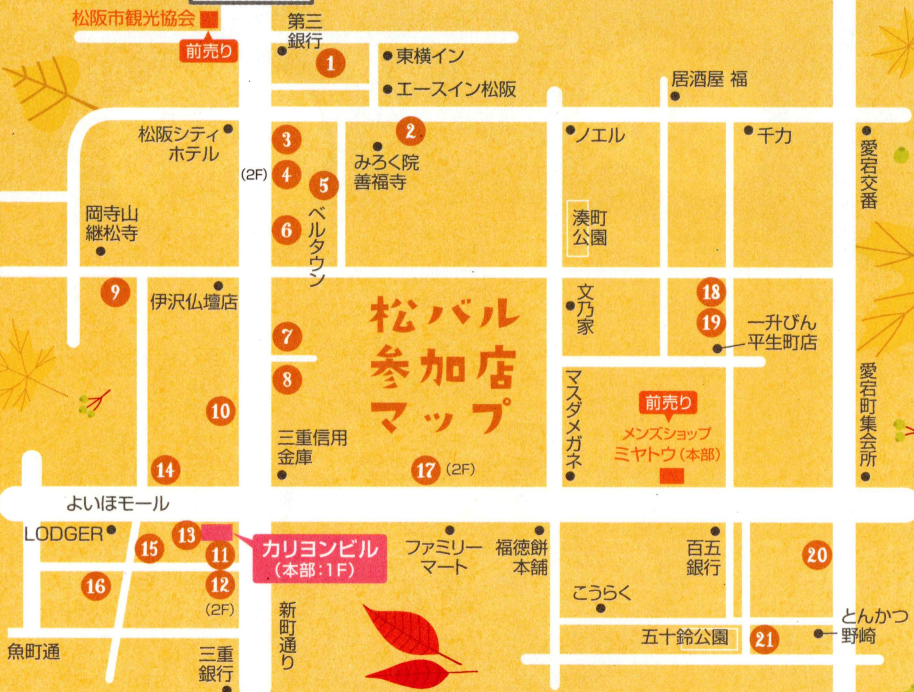 松阪市観光協会
前売り
第三
銀行
1
東横イン
エースイン松阪
居酒屋 福
松阪シティ
ホテル
3
2
みろく院
善福寺
ノエル
千力
愛宕交番
(2F)
4
5
6
ベルタウン
岡寺山
継松寺
湊町
公園
9
伊沢仏壇店
7
8
松バル
参加店
マップ
文乃家
18
19
一升びん
平生町店
10
三重信用
金庫
マスダメガネ
前売り
メンズショップ
ミヤトウ(本部)
愛宕町集会所
14
17
(2F)
よいほモール
LODGER
13
15
11
カリヨンビル
(本部:1F)
ファミリー
マート
福徳餅
本舗
百五
銀行
20
16
12
(2F)
新町通り
こうらく
五十鈴公園
21
とんかつ
野崎
魚町通
三重
銀行